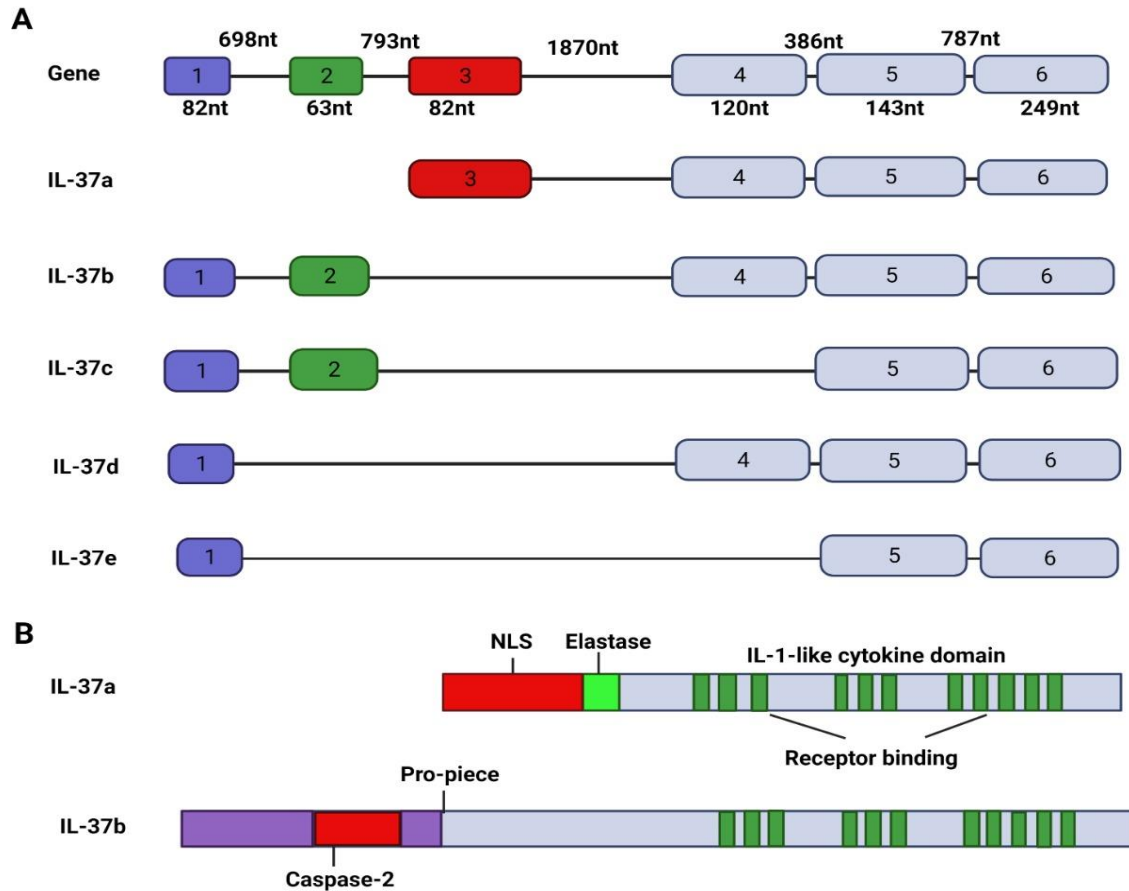 A
698nt 793nt 1870nt 386nt 787nt
Gene 1 2 3 4 5 6
82nt 63nt 82nt 120nt 143nt 249nt
IL-37a 3 4 5 6
IL-37b 1 2 4 5 6
IL-37c 1 2 5 6
IL-37d 1 4 5 6
IL-37e 1 5 6
B
NLS Elastase
IL-1-like cytokine domain
IL-37a
Receptor binding
Pro-piece
IL-37b
Caspase-2